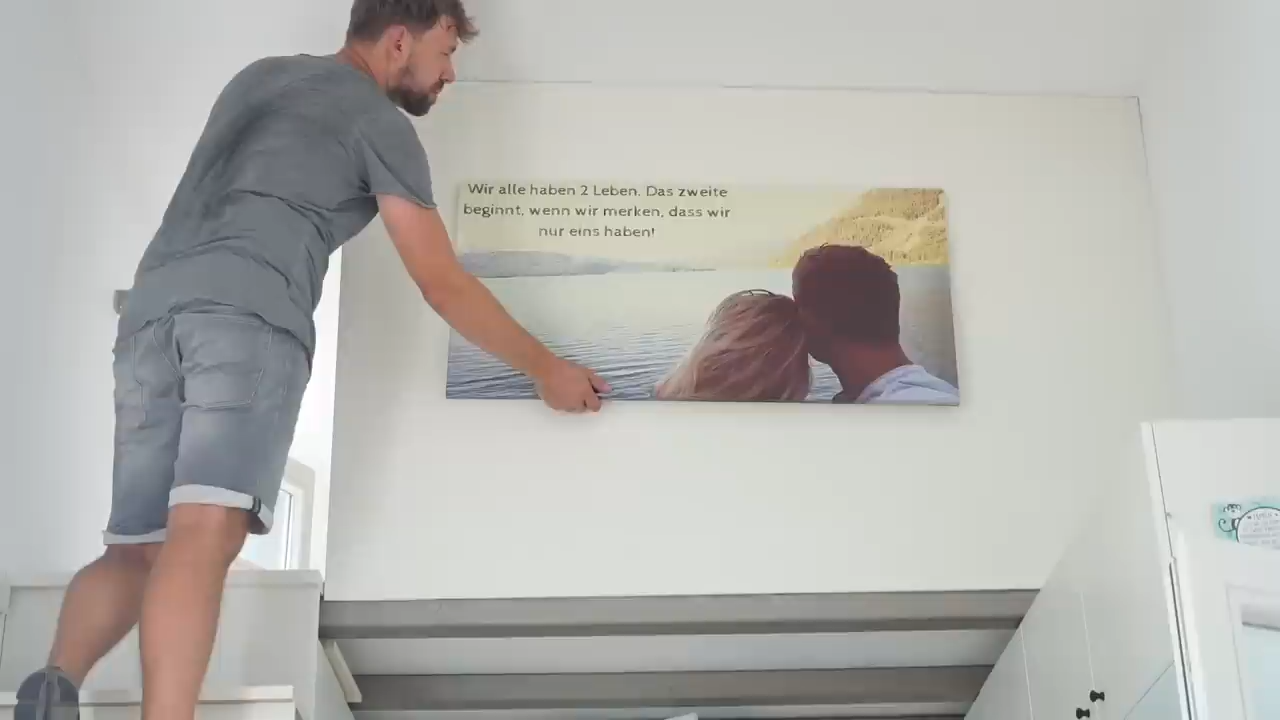 Wir alle haben 2 Leben. Das zweite
beginnt, wenn wir merken, dass wir
nur eins haben!